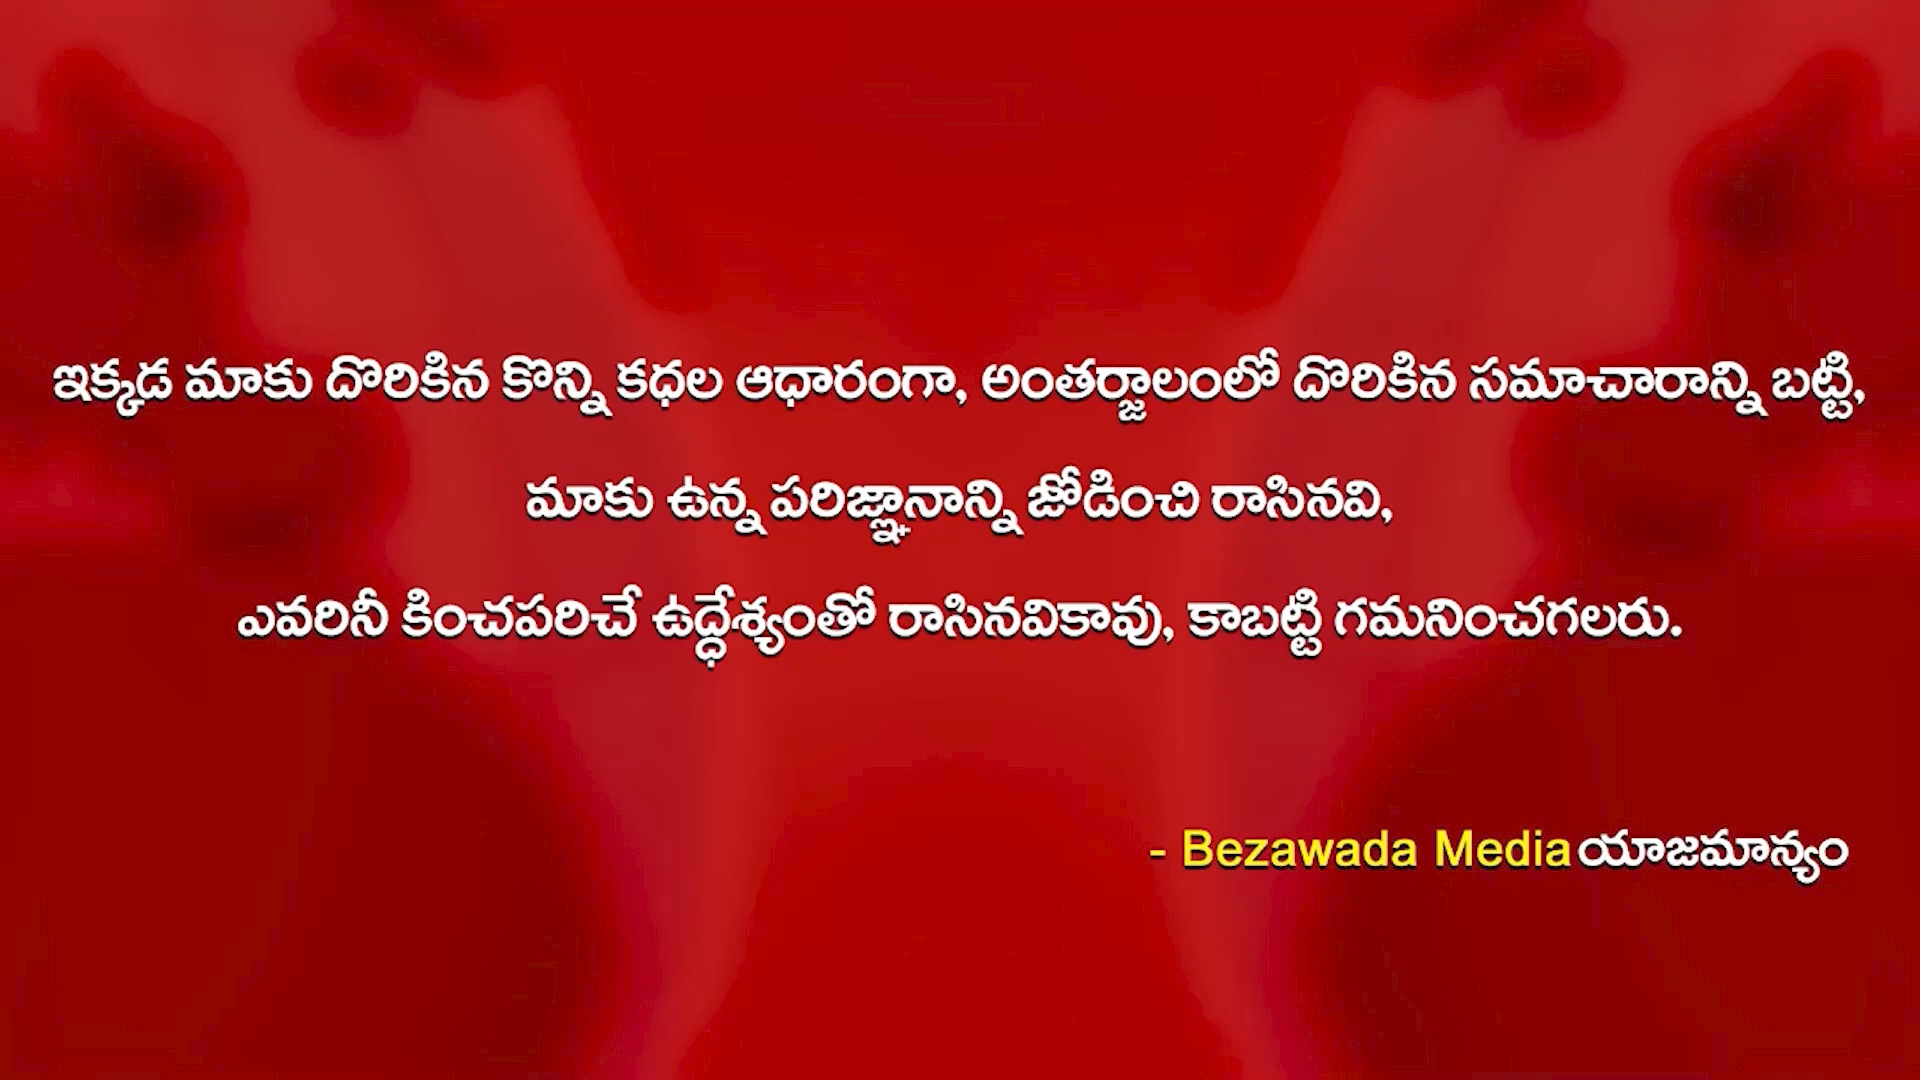 ఇక్కడ మాకు దొరికిన కొన్ని కధల ఆధారంగా, అంతర్జాలంలో దొరికిన సమాచారాన్ని బట్టి,
మాకు ఉన్న పరిజ్ఞానాన్ని జోడించి రాసినవి,
ఎవరినీ కించపరిచే ఉద్ధేశ్యంతో రాసినవికావు, కాబట్టి గమనించగలరు.
- Bezawada Media యాజమాన్యం